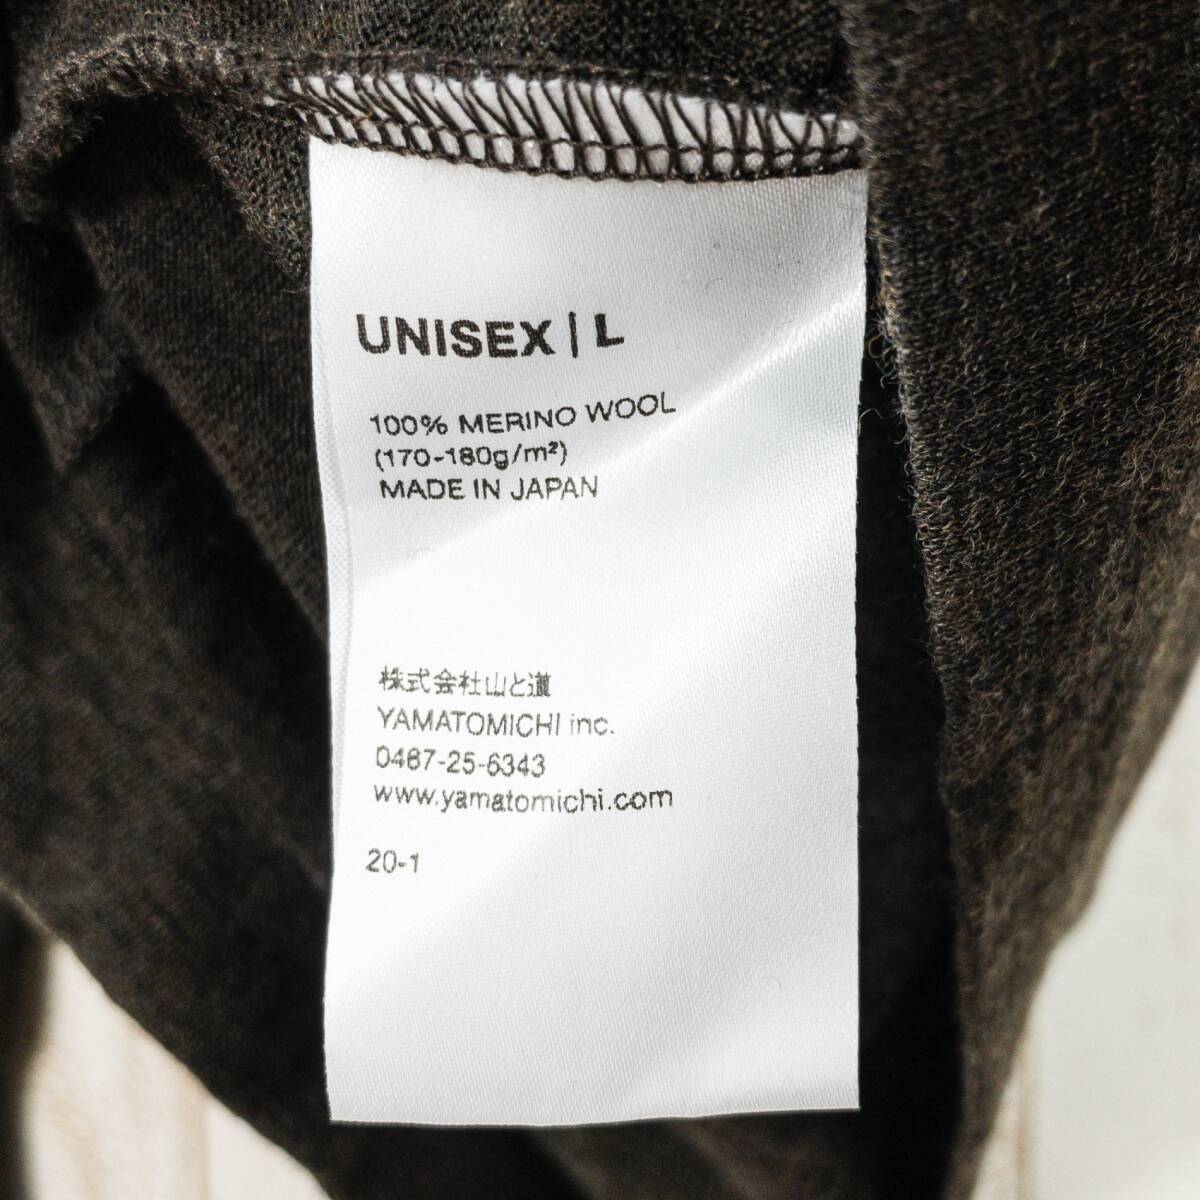 UNISEX | L
100% MERINO WOOL
(170-180g/m²)
MADE IN JAPAN
株式会社山と道
YAMATOMICHI inc.
0467-25-6343
www.yamatomichi.com
20-1